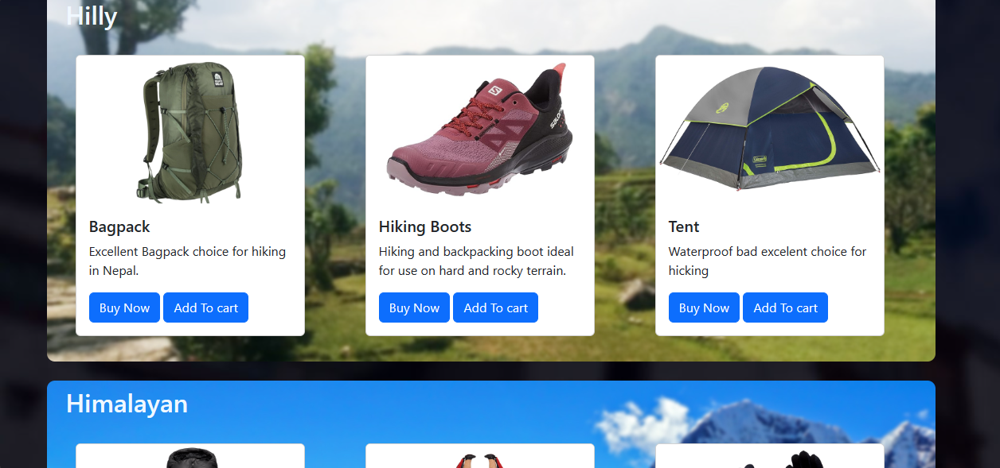 Hilly
Bagpack
Excellent Bagpack choice for hiking
in Nepal.
Buy Now Add To cart
Hiking Boots
Hiking and backpacking boot ideal
for use on hard and rocky terrain.
Buy Now Add To cart
Tent
Waterproof bad excelent choice for
hicking
Buy Now Add To cart
Himalayan